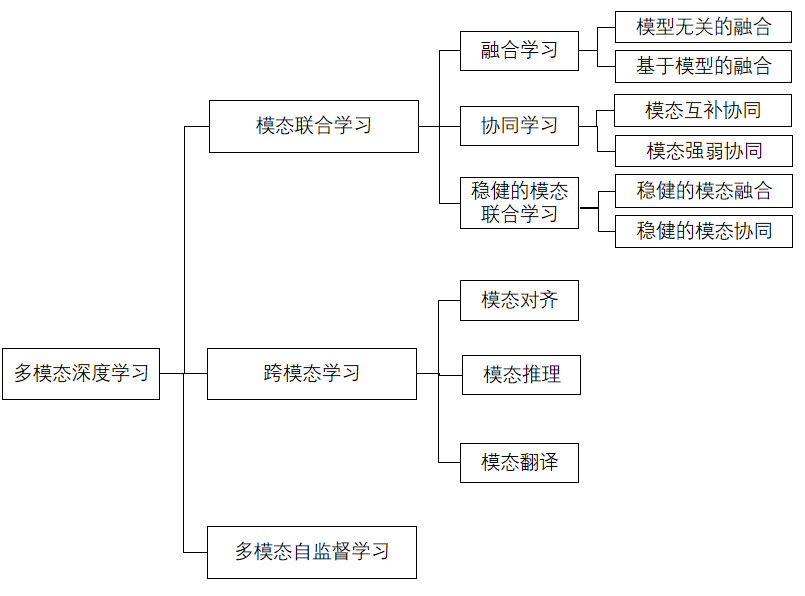 模型无关的融合
融合学习
基于模型的融合
模态联合学习
模态互补协同
协同学习
模态强弱协同
稳健的模态
联合学习
稳健的模态融合
稳健的模态协同
模态对齐
多模态深度学习
跨模态学习
模态推理
模态翻译
多模态自监督学习